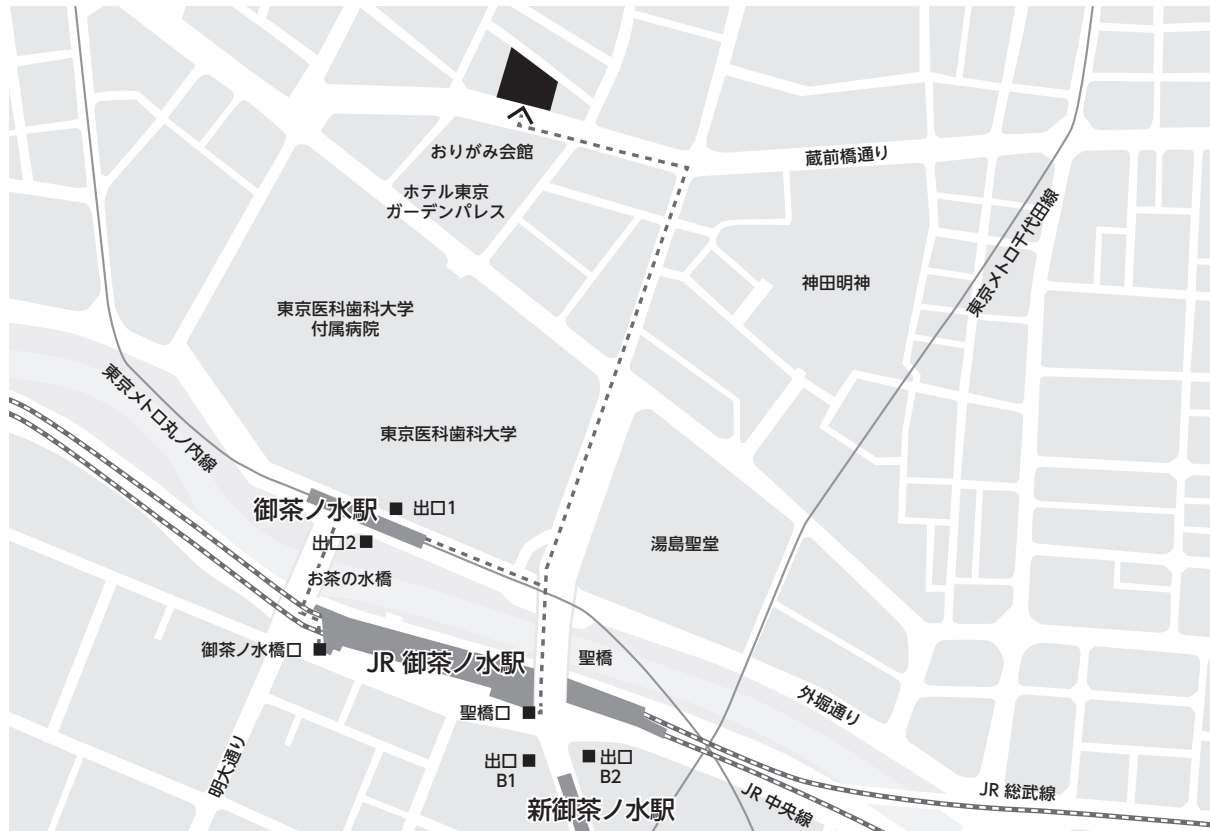 おりがみ会館
蔵前橋通り
ホテル東京
ガーデンパレス
東京メトロ千代田線
神田明神
東京医科歯科大学
付属病院
東京メトロ丸ノ内線
東京医科歯科大学
御茶ノ水駅
出口1
出口2
湯島聖堂
お茶の水橋
御茶ノ水橋口
JR 御茶ノ水駅
聖橋
聖橋口
外堀通り
明大通り
出口
B1
出口
B2
JR 中央線
JR 総武線
新御茶ノ水駅